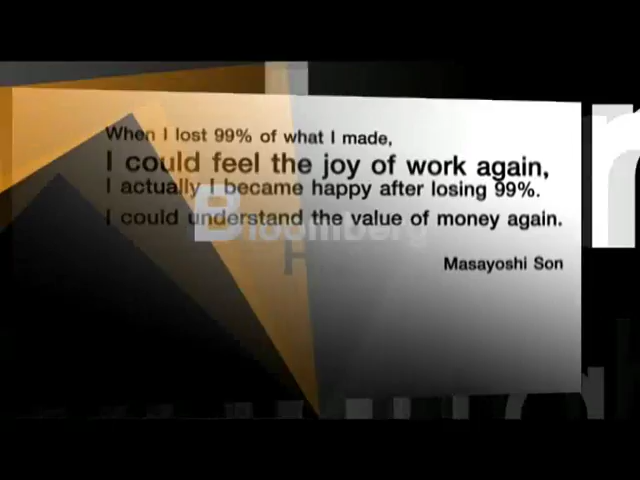 When I lost 99% of what I made,
I could feel the joy of work again,
I actually I became happy after losing 99%.
I could understand the value of money again.
Bloomberg
Masayoshi Son